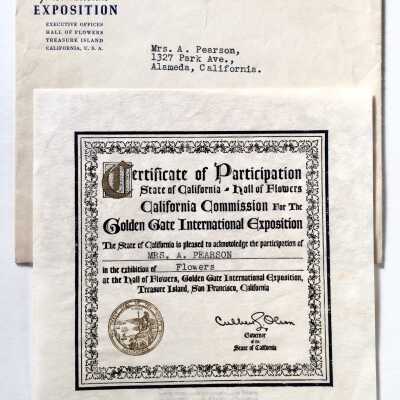 EXPOSITION
EXECUTIVE OFFICES
HALL OF FLOWERS
TREASURE ISLAND
CALIFORNIA, U. S. A.
Mrs. A. Pearson,
1327 Park Ave.,
Alameda, California.
Certificate of Participation
State of California - Hall of Flowers
California Commission For The
Golden Gate International Exposition
The State of California is pleased to acknowledge the participation of
MRS. A. PEARSON
in the exhibition of Flowers
at the Hall of Flowers, Golden Gate International Exposition,
Treasure Island, San Francisco, California
Culbert L. Olson
Governor
of the
State of California